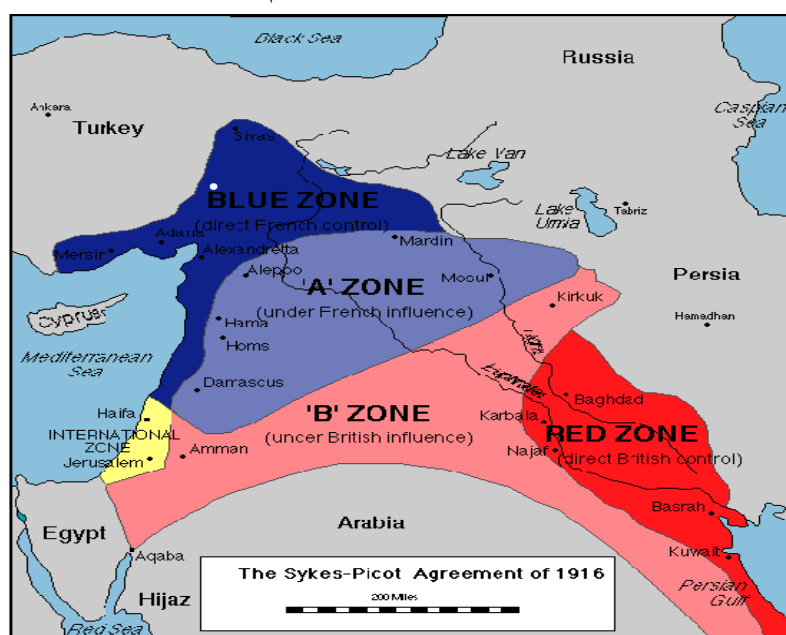 Black Sea
Russia
Ankara
Turkey
Sivas
Caspian
Sea
Lake Van
BLUE ZONE
(direct French control)
Lake
Urmia
Tabriz
Mersin
Adana
Alexandretta
Mardin
Aleppo
'A' ZONE
(under French influence)
Mosul
Persia
Kirkuk
Cyprus
Hama
Homs
Hamadhan
Mediterranean
Sea
Tigris
Euphrates
Damascus
Baghdad
Haifa
INTERNATIONAL
ZONE
Jerusalem
'B' ZONE
(under British influence)
Amman
Karbala
Najaf
RED ZONE
(direct British control)
Egypt
Arabia
Basrah
Aqaba
Kuwait
The Sykes-Picot Agreement of 1916
200 Miles
Hijaz
Persian
Gulf
Red Sea